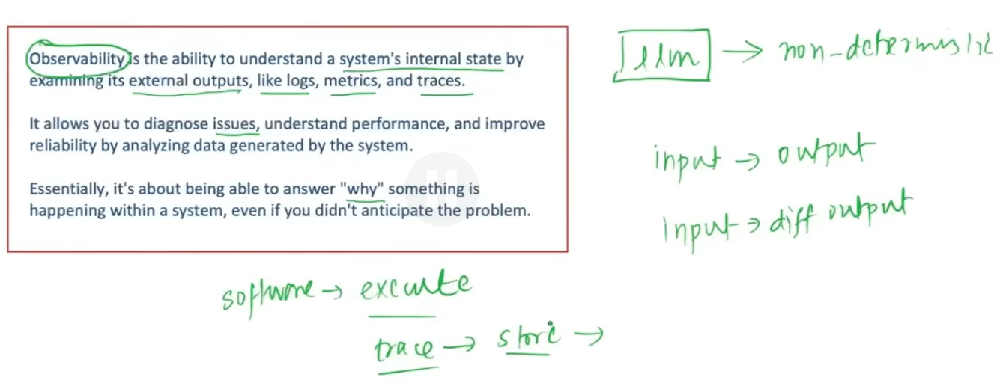 Observability is the ability to understand a system's internal state by
examining its external outputs, like logs, metrics, and traces.
It allows you to diagnose issues, understand performance, and improve
reliability by analyzing data generated by the system.
Essentially, it's about being able to answer "why" something is
happening within a system, even if you didn't anticipate the problem.
llm → non-determistic
input → output
input → diff output
software → excute
trace → store →